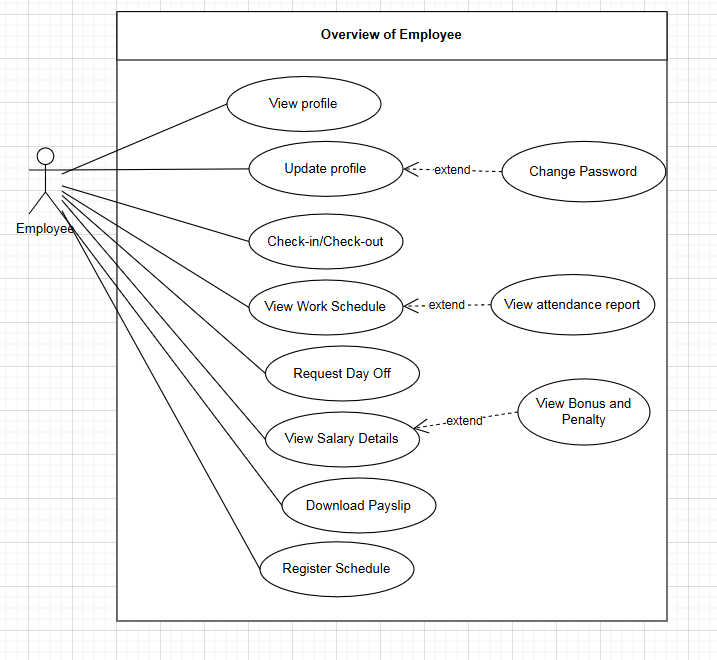 Overview of Employee
View profile
Update profile
extend
Change Password
Employee
Check-in/Check-out
View Work Schedule
extend
View attendance report
Request Day Off
View Bonus and
Penalty
extend
View Salary Details
Download Payslip
Register Schedule